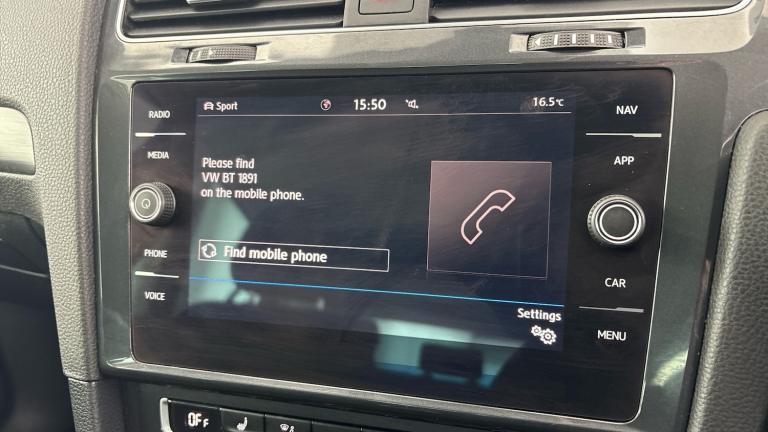 RADIO
MEDIA
PHONE
VOICE
Sport 15:50 16.5°C
Please find
VW BT 1891
on the mobile phone.
Find mobile phone
Settings
NAV
APP
CAR
MENU
OFF